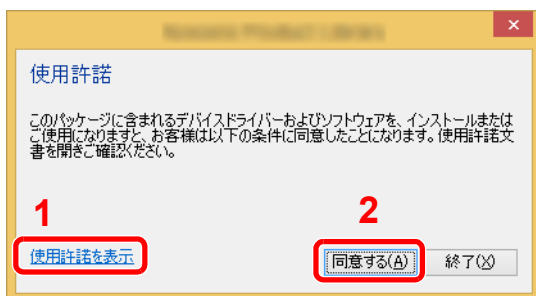 使用許諾
このパッケージに含まれるデバイスドライバーおよびソフトウェアを、インストールまたは
ご使用になりますと、お客様は以下の条件に同意したことになります。使用許諾文
書を開きご確認ください。
1
2
使用許諾を表示
同意する(A) 終了(X)